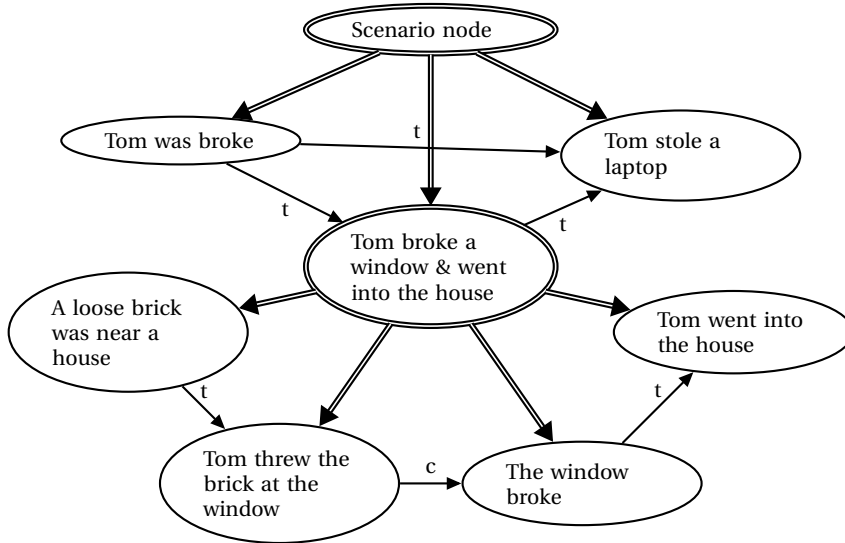 Scenario node
Tom was broke
t
Tom stole a
laptop
t
t
Tom broke a
window & went
into the house
A loose brick
was near a
house
Tom went into
the house
t
t
Tom threw the
brick at the
window
c
The window
broke